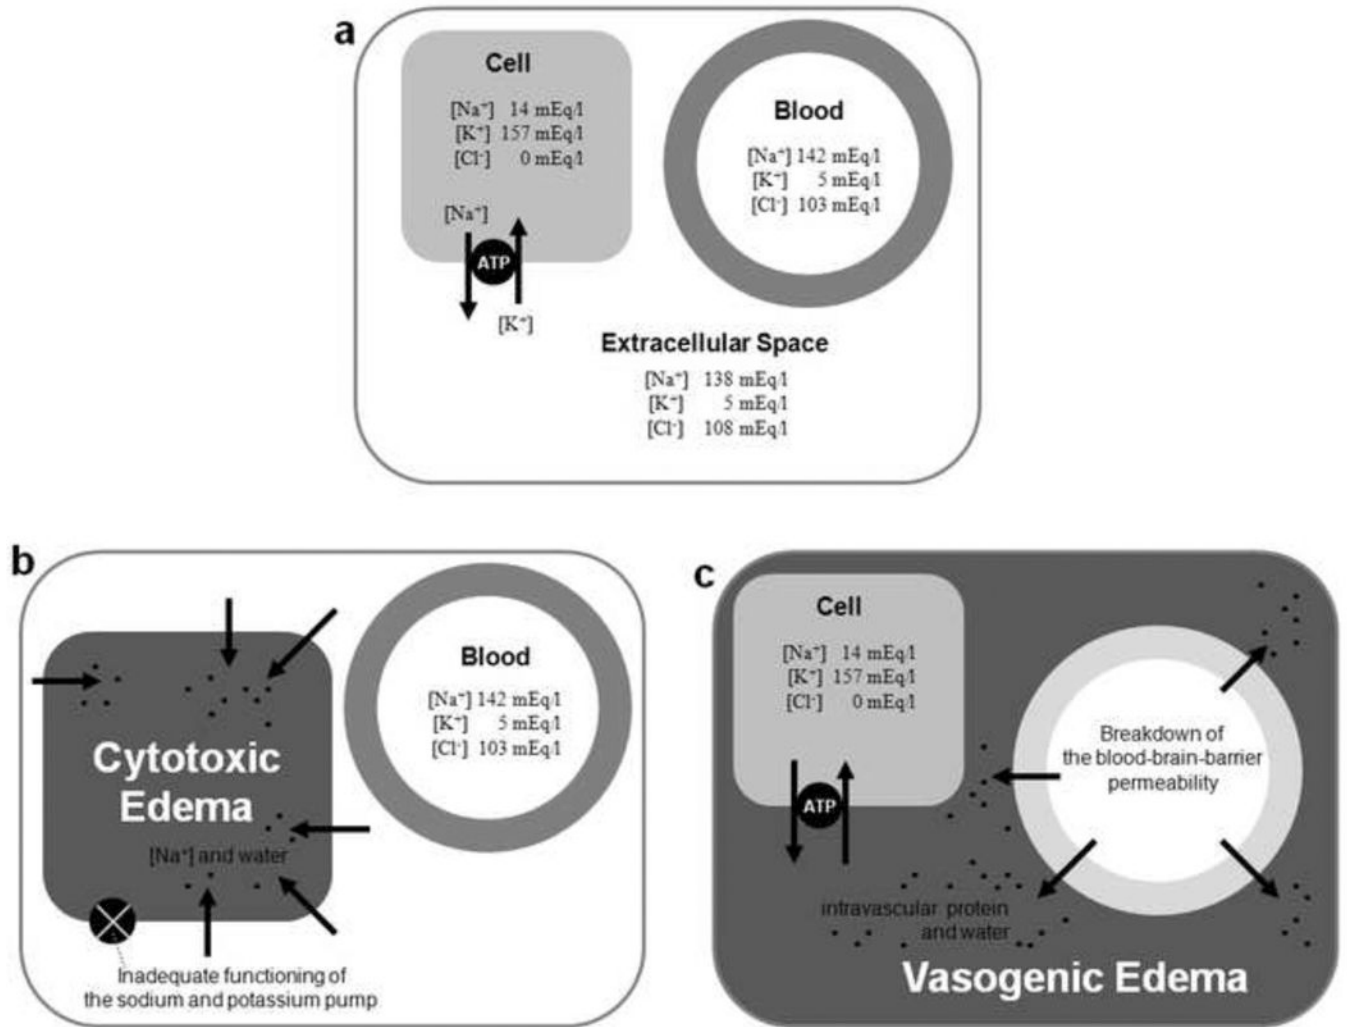 a
Cell
[Na⁺] 14 mEq/l
[K⁺] 157 mEq/l
[Cl⁻] 0 mEq/l
[Na⁺]
ATP
[K⁺]
Blood
[Na⁺] 142 mEq/l
[K⁺] 5 mEq/l
[Cl⁻] 103 mEq/l
Extracellular Space
[Na⁺] 138 mEq/l
[K⁺] 5 mEq/l
[Cl⁻] 108 mEq/l
b
Cytotoxic
Edema
[Na⁺] and water
Inadequate functioning of
the sodium and potassium pump
Blood
[Na⁺] 142 mEq/l
[K⁺] 5 mEq/l
[Cl⁻] 103 mEq/l
c
Cell
[Na⁺] 14 mEq/l
[K⁺] 157 mEq/l
[Cl⁻] 0 mEq/l
ATP
Breakdown of
the blood-brain-barrier
permeability
intravascular protein
and water
Vasogenic Edema